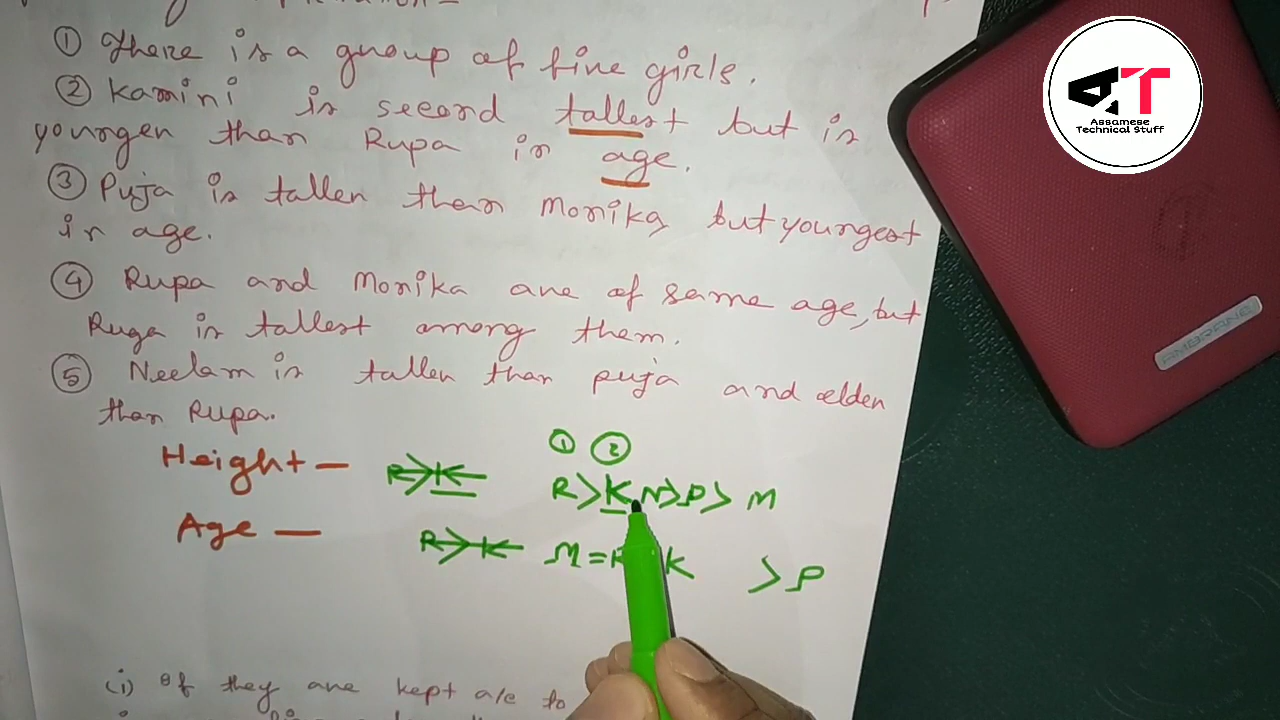 ① There is a group of five girls.
② Kamini is second tallest but is
younger than Rupa in age.
③ Puja is taller than Monika but youngest
in age.
④ Rupa and Monika are of same age, but
Rupa is tallest among them.
⑤ Neelam is taller than puja and elder
than Rupa.
① ②
Height — R>K R>K N>P>M
Age — R>K M=R K >P
(i) If they are kept a/c to
AT
Assamese
Technical Stuff
AMBRANE